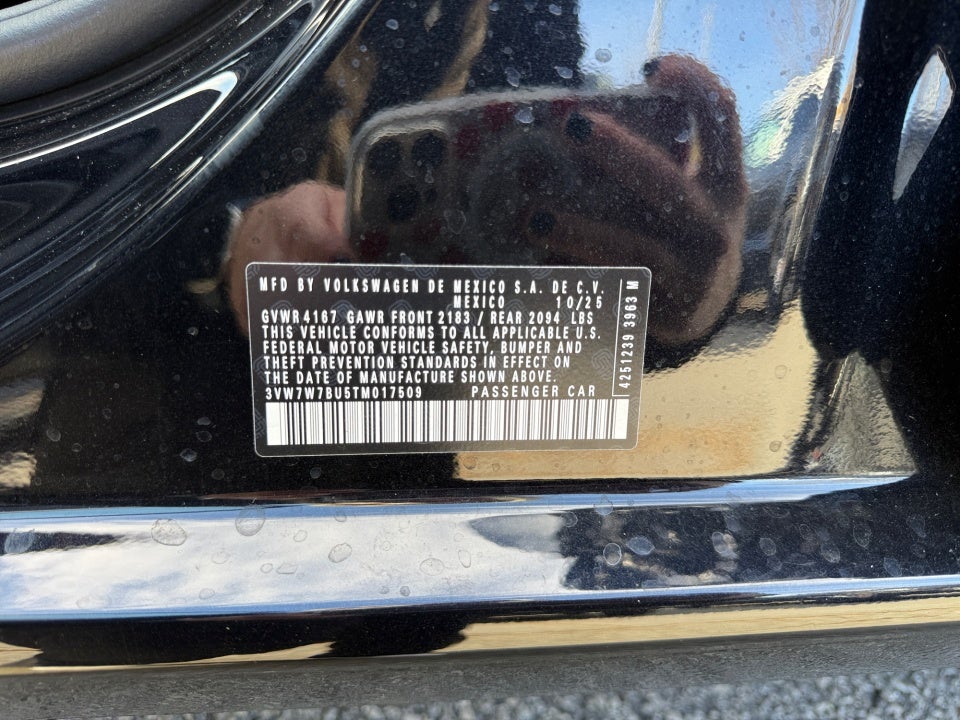 MFD BY VOLKSWAGEN DE MEXICO S.A. DE C.V.
MEXICO 10/25
GVWR 4167 GAWR FRONT 2183 / REAR 2094 LBS
THIS VEHICLE CONFORMS TO ALL APPLICABLE U.S.
FEDERAL MOTOR VEHICLE SAFETY, BUMPER AND
THEFT PREVENTION STANDARDS IN EFFECT ON
THE DATE OF MANUFACTURE SHOWN ABOVE.
3VW7W7BU5TM017509 PASSENGER CAR
4251239 3963 M